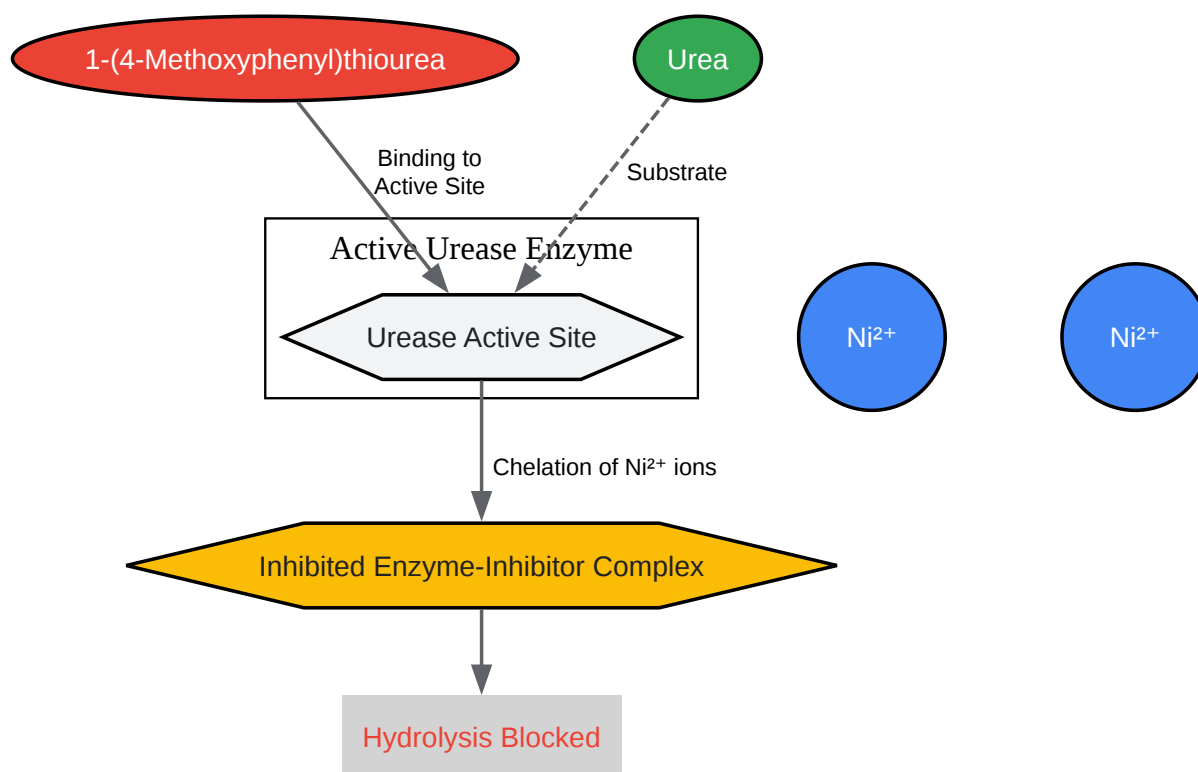 1-(4-Methoxyphenyl)thiourea
Urea
Binding to
Active Site
Substrate
Active Urease Enzyme
Urease Active Site
Ni²⁺
Ni²⁺
Chelation of Ni²⁺ ions
Inhibited Enzyme-Inhibitor Complex
Hydrolysis Blocked